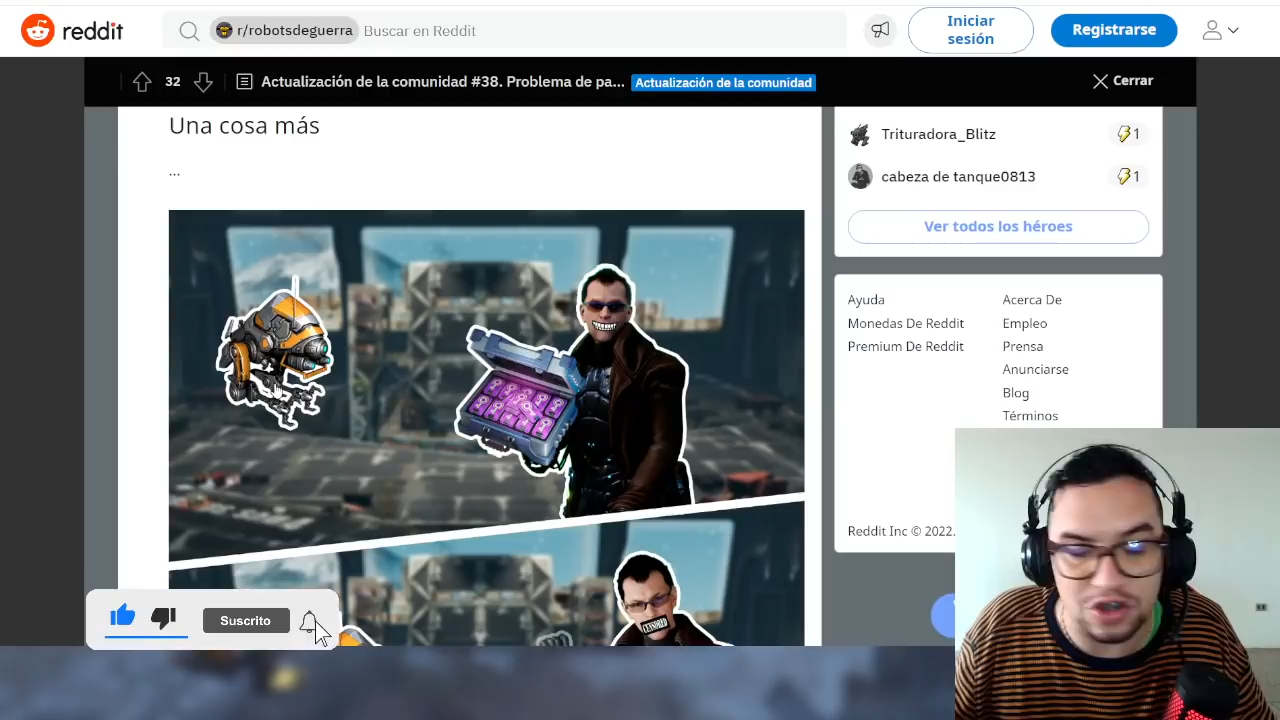 reddit
r/robotsdeguerra
Buscar en Reddit
Iniciar
sesión
Registrarse
32
Actualización de la comunidad #38. Problema de pa...
Actualización de la comunidad
Cerrar
Una cosa más
...
Trituradora_Blitz
1
cabeza de tanque0813
1
Ver todos los héroes
Ayuda
Acerca De
Monedas De Reddit
Empleo
Premium De Reddit
Prensa
Anunciarse
Blog
Términos
Reddit Inc © 2022.
CENSORED
Suscrito